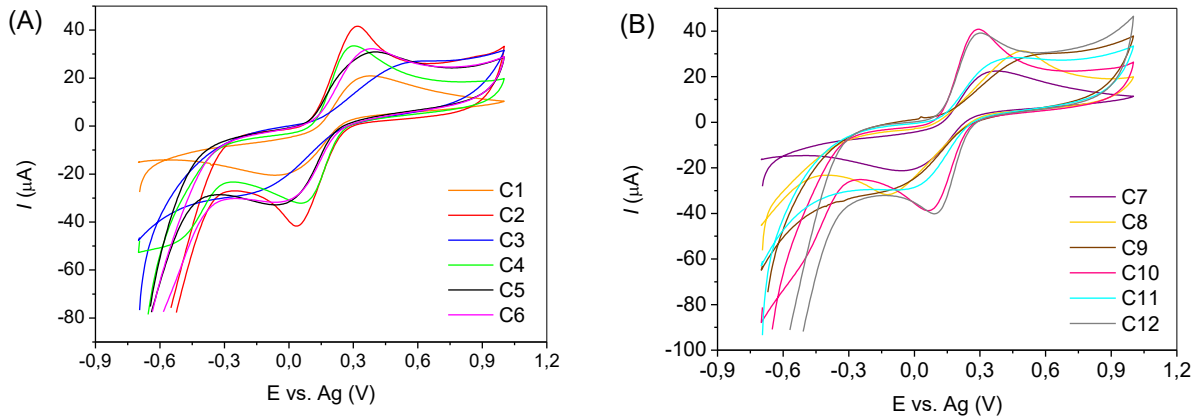 (A)
40
20
0
-20
-40
-60
-80
I (µA)
C1
C2
C3
C4
C5
C6
-0,9 -0,6 -0,3 0,0 0,3 0,6 0,9 1,2
E vs. Ag (V)
(B)
40
20
0
-20
-40
-60
-80
-100
I (µA)
C7
C8
C9
C10
C11
C12
-0,9 -0,6 -0,3 0,0 0,3 0,6 0,9 1,2
E vs. Ag (V)